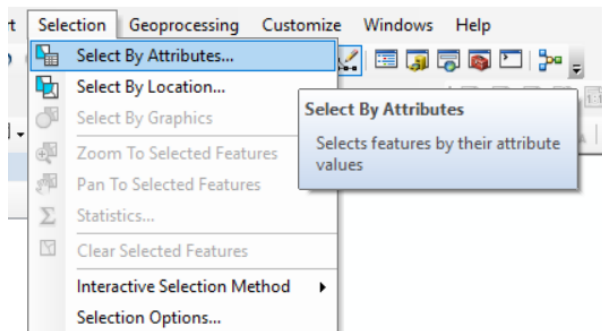 Selection Geoprocessing Customize Windows Help
Select By Attributes...
Select By Location...
Select By Graphics
Zoom To Selected Features
Pan To Selected Features
Statistics...
Clear Selected Features
Interactive Selection Method
Selection Options...
Select By Attributes
Selects features by their attribute
values